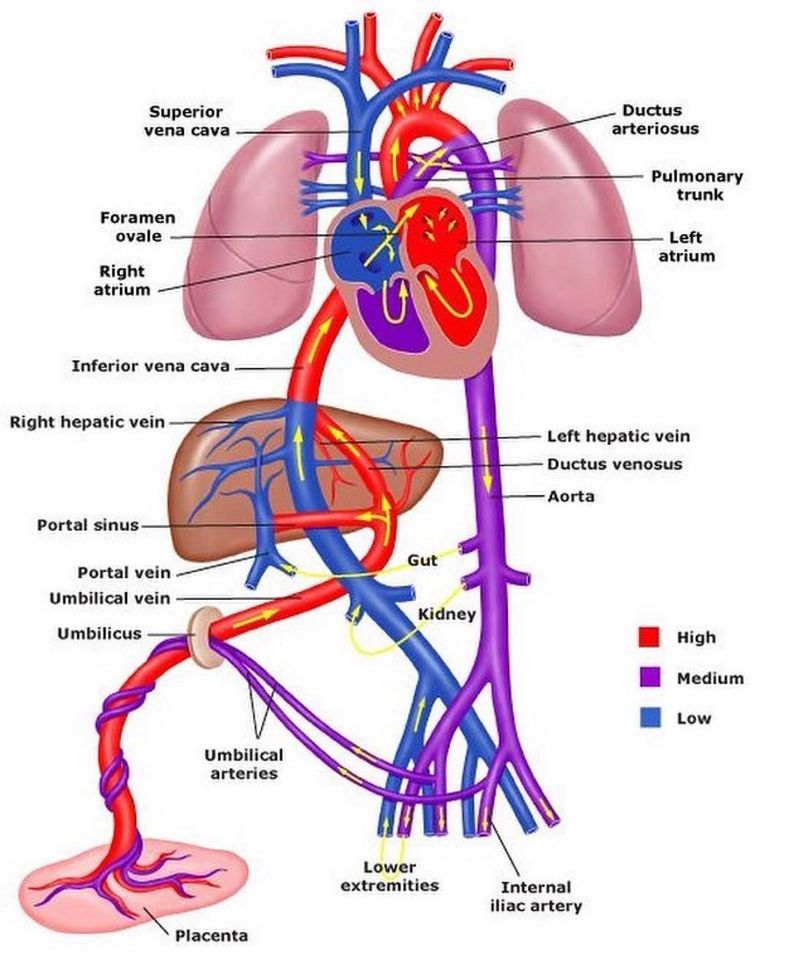 Superior
vena cava
Ductus
arteriosus
Pulmonary
trunk
Foramen
ovale
Left
atrium
Right
atrium
Inferior vena cava
Right hepatic vein
Left hepatic vein
Ductus venosus
Aorta
Portal sinus
Gut
Portal vein
Umbilical vein
Kidney
Umbilicus
High
Medium
Low
Umbilical
arteries
Lower
extremities
Internal
iliac artery
Placenta